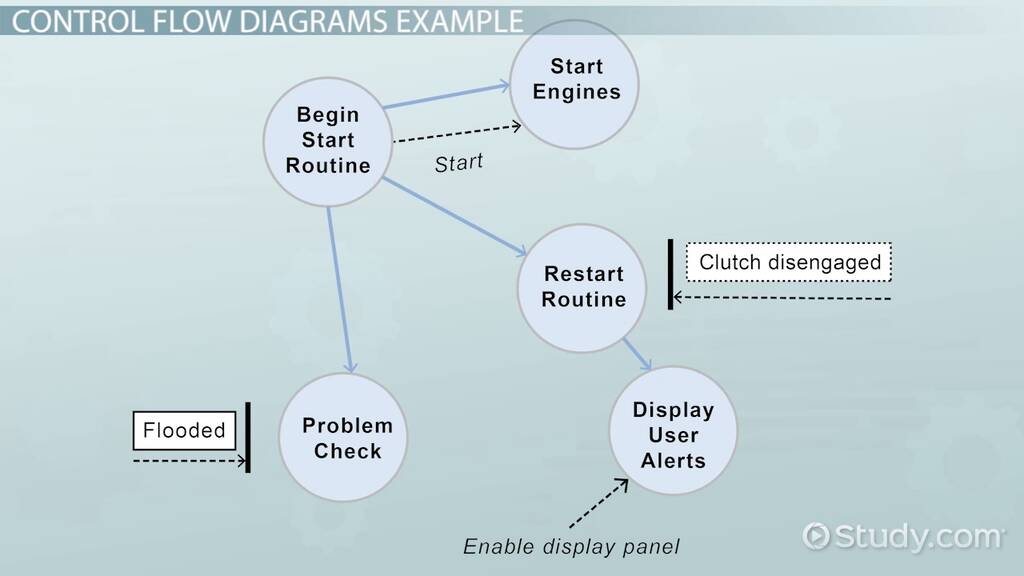 CONTROL FLOW DIAGRAMS EXAMPLE
Start
Engines
Begin
Start
Routine
Start
Restart
Routine
Clutch disengaged
Flooded
Problem
Check
Display
User
Alerts
Enable display panel
Study.com